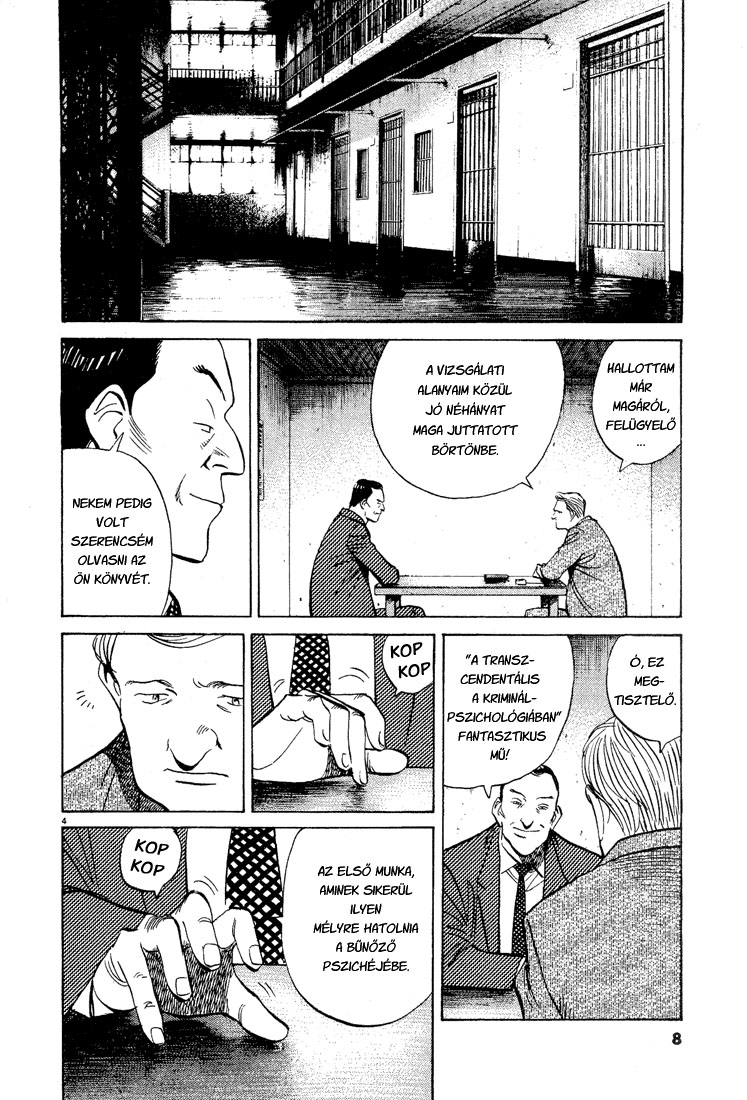 HALLOTTAM
MÁR
MAGÁRÓL,
FELÜGYELŐ
...
A VIZSGÁLATI
ALANYAIM KÖZÜL
JÓ NÉHÁNYAT
MAGA JUTTATOTT
BÖRTÖNBE.
NEKEM PEDIG
VOLT
SZERENCSÉM
OLVASNI AZ
ÖN KÖNYVÉT.
Ó, EZ
MEG-
TISZTELŐ.
"A TRANSZ-
CENDENTÁLIS
A KRIMINÁL-
PSZICHOLÓGIÁBAN"
FANTASZTIKUS
MŰ!
KOP
KOP
4
AZ ELSŐ MUNKA,
AMINEK SIKERÜL
ILYEN
MÉLYRE HATOLNIA
A BŰNÖZŐ
PSZICHÉJÉBE.
KOP
KOP
8